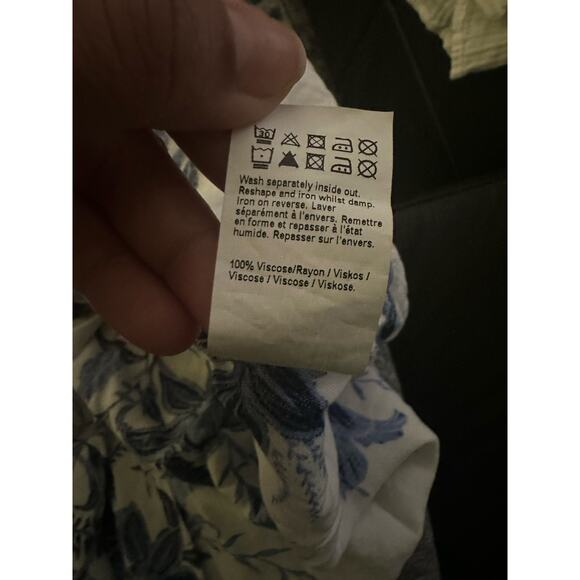 30
Wash separately inside out.
Reshape and iron whilst damp.
Iron on reverse. Laver
séparément à l'envers. Remettre
en forme et repasser à l'état
humide. Repasser sur l'envers.
100% Viscose/Rayon / Viskos /
Viscose / Viscose / Viskose.